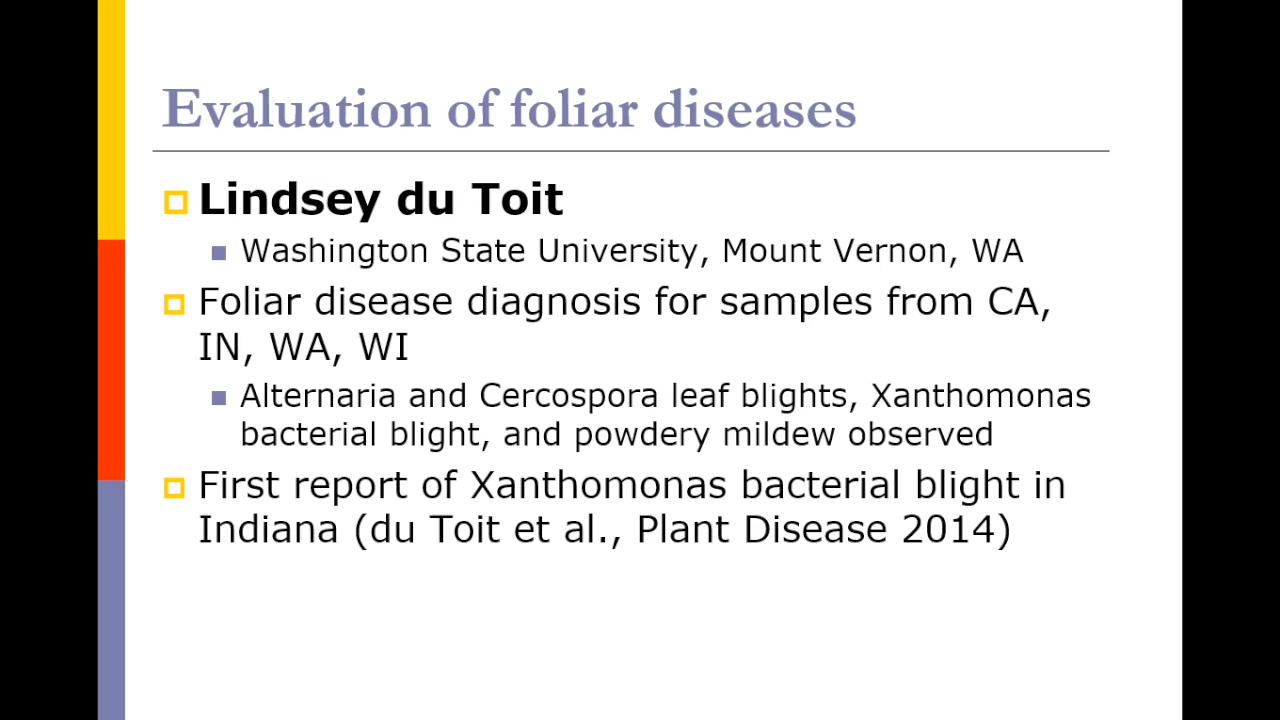 Evaluation of foliar diseases
Lindsey du Toit
Washington State University, Mount Vernon, WA
Foliar disease diagnosis for samples from CA,
IN, WA, WI
Alternaria and Cercospora leaf blights, Xanthomonas
bacterial blight, and powdery mildew observed
First report of Xanthomonas bacterial blight in
Indiana (du Toit et al., Plant Disease 2014)